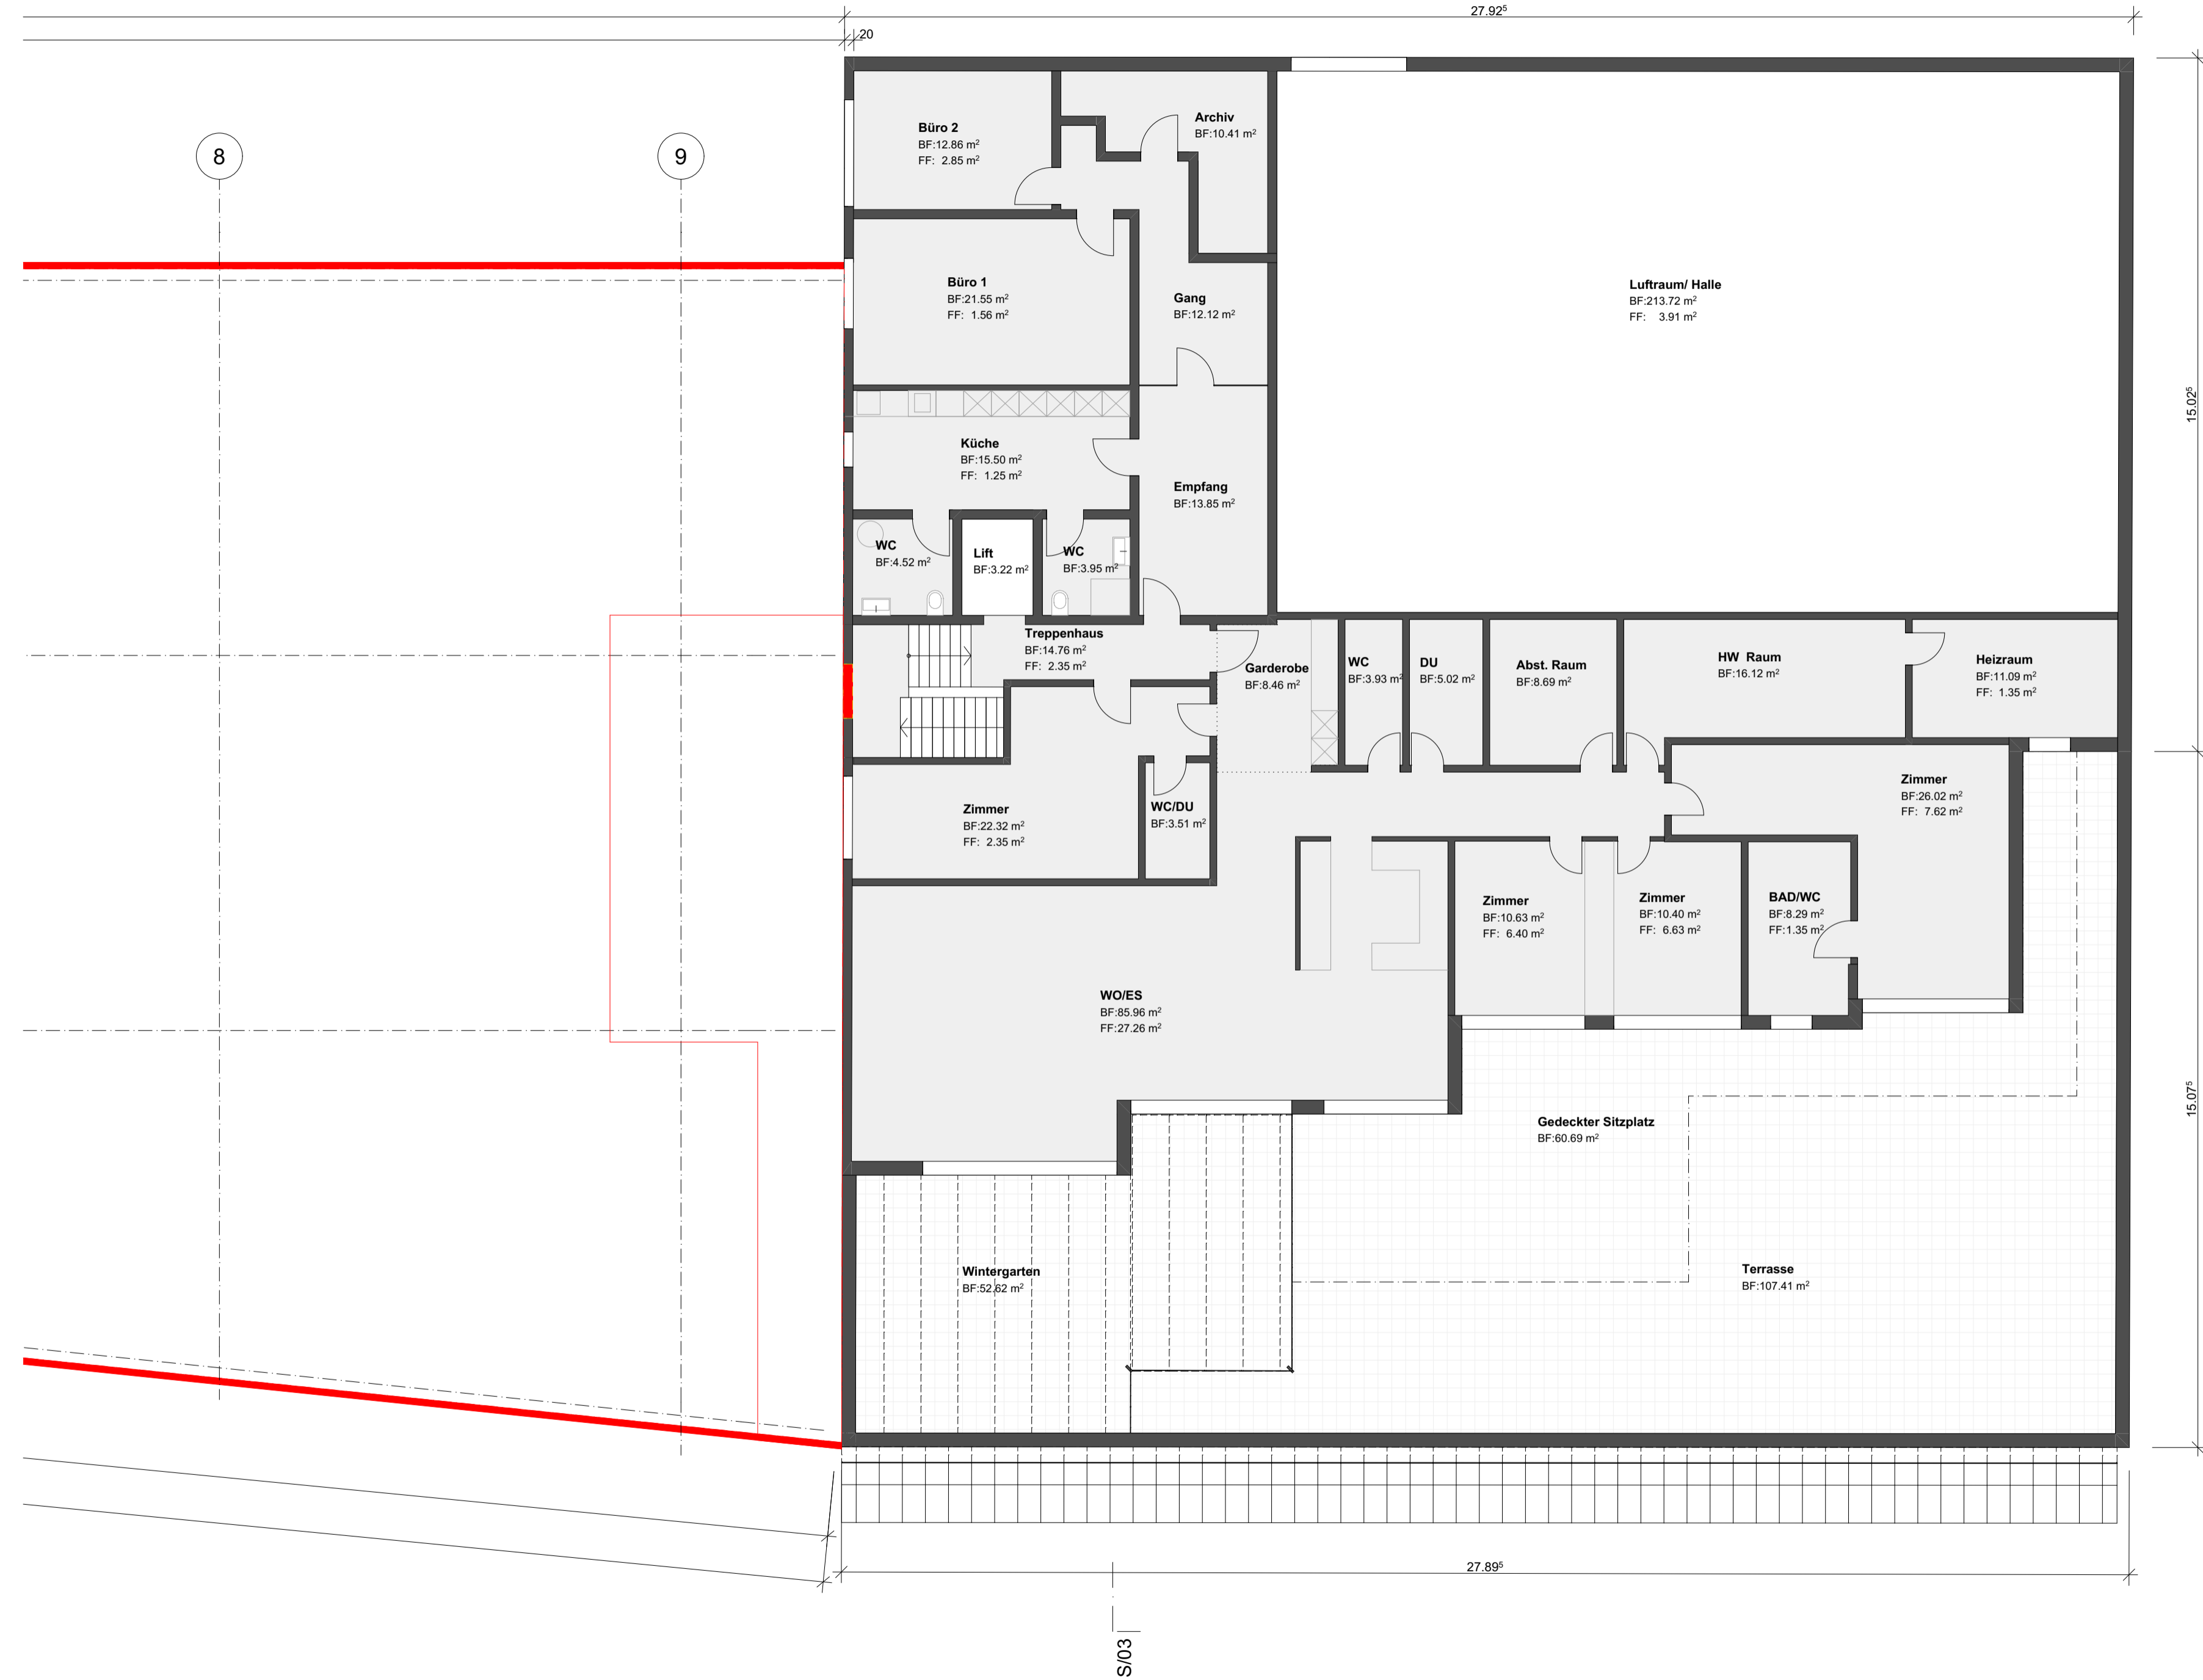 27.92⁵
20
8
9
Büro 2
BF:12.86 m²
FF: 2.85 m²
Archiv
BF:10.41 m²
Büro 1
BF:21.55 m²
FF: 1.56 m²
Gang
BF:12.12 m²
Luftraum/ Halle
BF:213.72 m²
FF: 3.91 m²
15.02⁵
Küche
BF:15.50 m²
FF: 1.25 m²
Empfang
BF:13.85 m²
WC
BF:4.52 m²
Lift
BF:3.22 m²
WC
BF:3.95 m²
Treppenhaus
BF:14.76 m²
FF: 2.35 m²
Garderobe
BF:8.46 m²
WC
BF:3.93 m²
DU
BF:5.02 m²
Abst. Raum
BF:8.69 m²
HW Raum
BF:16.12 m²
Heizraum
BF:11.09 m²
FF: 1.35 m²
Zimmer
BF:22.32 m²
FF: 2.35 m²
WC/DU
BF:3.51 m²
Zimmer
BF:26.02 m²
FF: 7.62 m²
Zimmer
BF:10.63 m²
FF: 6.40 m²
Zimmer
BF:10.40 m²
FF: 6.63 m²
BAD/WC
BF:8.29 m²
FF:1.35 m²
WO/ES
BF:85.96 m²
FF:27.26 m²
Gedeckter Sitzplatz
BF:60.69 m²
15.07⁵
Wintergarten
BF:52.62 m²
Terrasse
BF:107.41 m²
27.89⁵
S/03